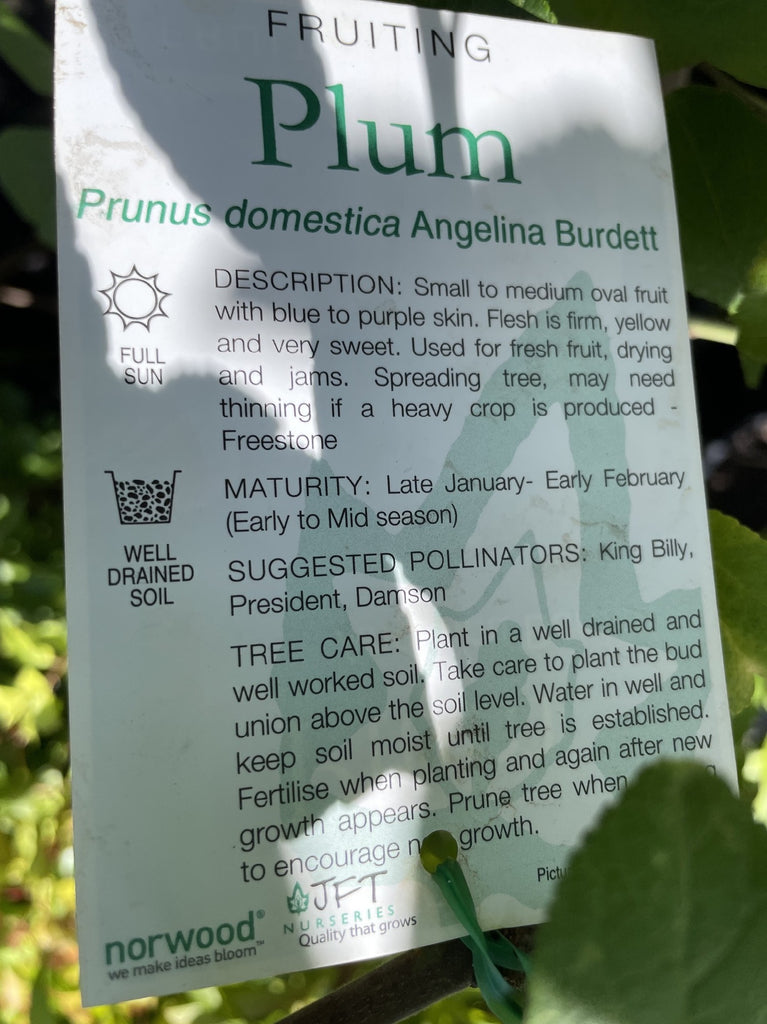 FRUITING
Plum
Prunus domestica Angelina Burdett
FULL
SUN
DESCRIPTION: Small to medium oval fruit
with blue to purple skin. Flesh is firm, yellow
and very sweet. Used for fresh fruit, drying
and jams. Spreading tree, may need
thinning if a heavy crop is produced -
Freestone
WELL
DRAINED
SOIL
MATURITY: Late January- Early February
(Early to Mid season)
SUGGESTED POLLINATORS: King Billy,
President, Damson
TREE CARE: Plant in a well drained and
well worked soil. Take care to plant the bud
union above the soil level. Water in well and
keep soil moist until tree is established.
Fertilise when planting and again after new
growth appears. Prune tree when
to encourage growth.
norwood®
we make ideas bloom™
JFT
NURSERIES
Quality that grows